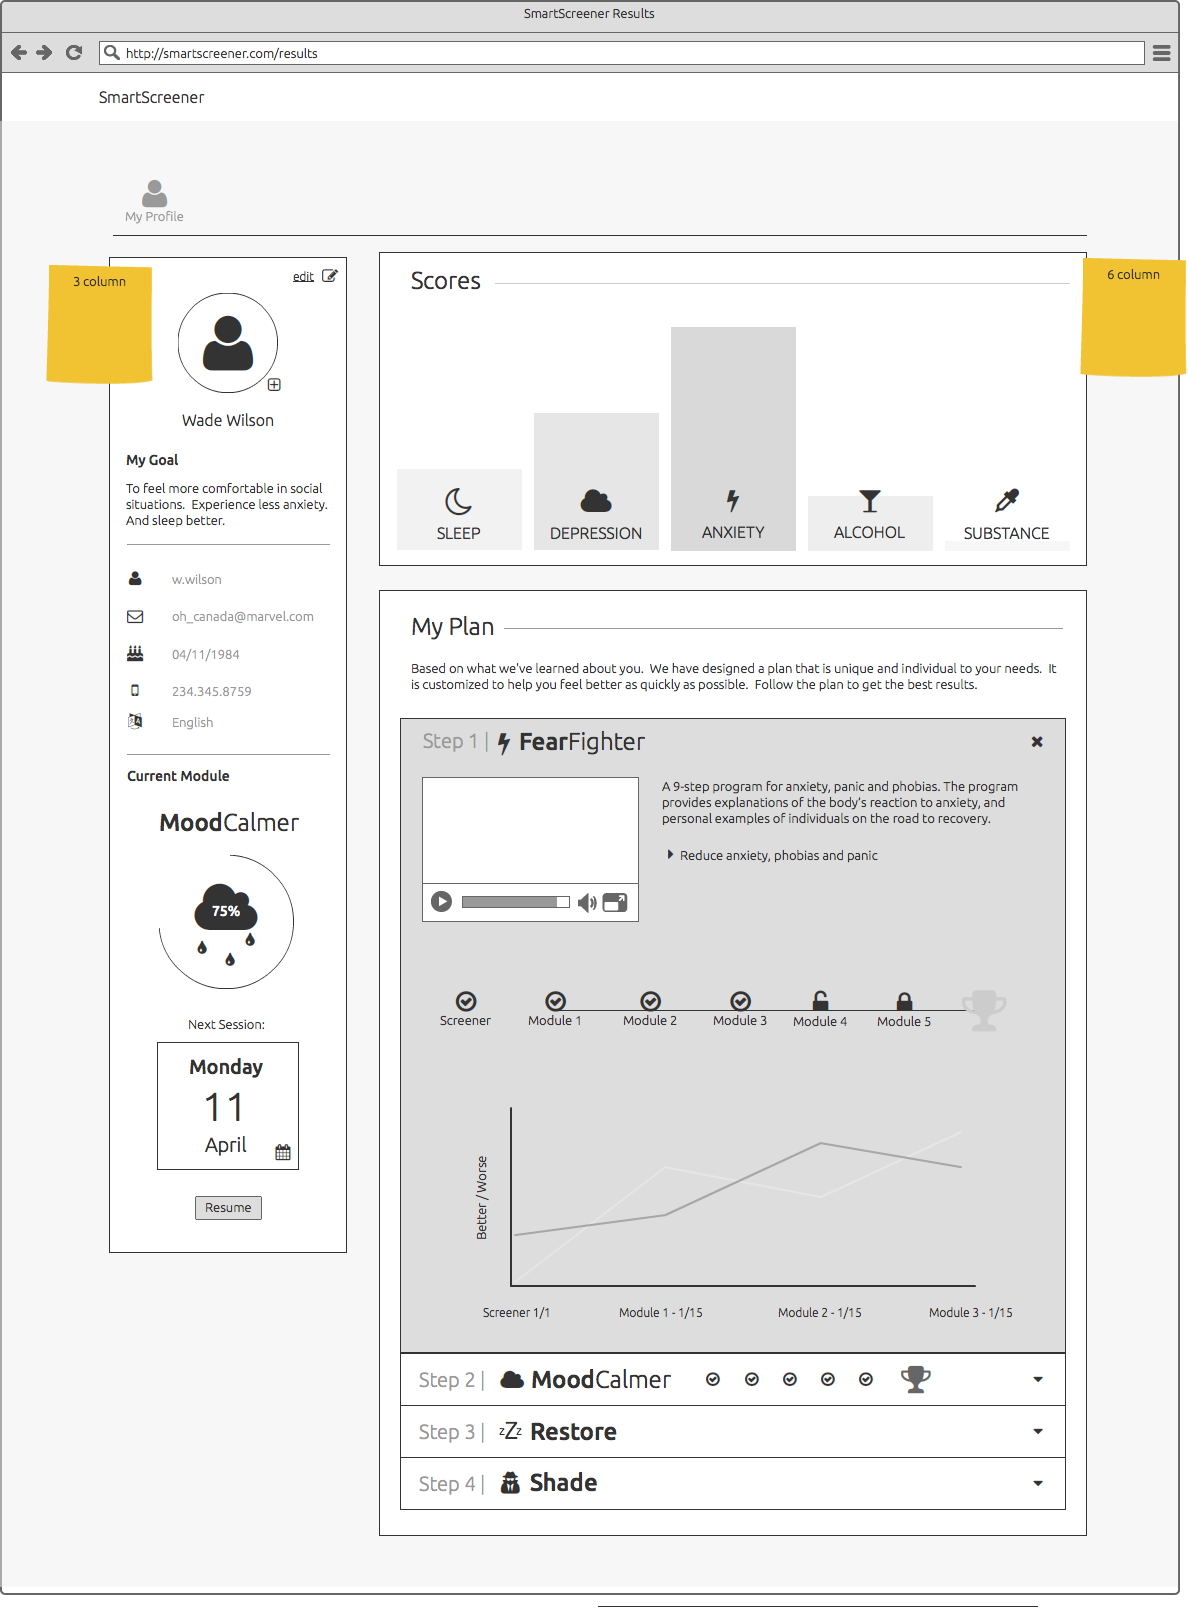 SmartScreener Results
http://smartscreener.com/results
SmartScreener
My Profile
3 column
edit
Wade Wilson
My Goal
To feel more comfortable in social
situations.  Experience less anxiety.
And sleep better.
w.wilson
oh_canada@marvel.com
04/11/1984
234.345.8759
English
Current Module
MoodCalmer
75%
Next Session:
Monday
11
April
Resume
6 column
Scores
SLEEP
DEPRESSION
ANXIETY
ALCOHOL
SUBSTANCE
My Plan
Based on what we've learned about you.  We have designed a plan that is unique and individual to your needs.  It
is customized to help you feel better as quickly as possible.  Follow the plan to get the best results.
Step 1 | FearFighter
A 9-step program for anxiety, panic and phobias. The program
provides explanations of the body's reaction to anxiety, and
personal examples of individuals on the road to recovery.
Reduce anxiety, phobias and panic
Screener
Module 1
Module 2
Module 3
Module 4
Module 5
Better / Worse
Screener 1/1
Module 1 - 1/15
Module 2 - 1/15
Module 3 - 1/15
Step 2 | MoodCalmer
Step 3 | zZz Restore
Step 4 | Shade